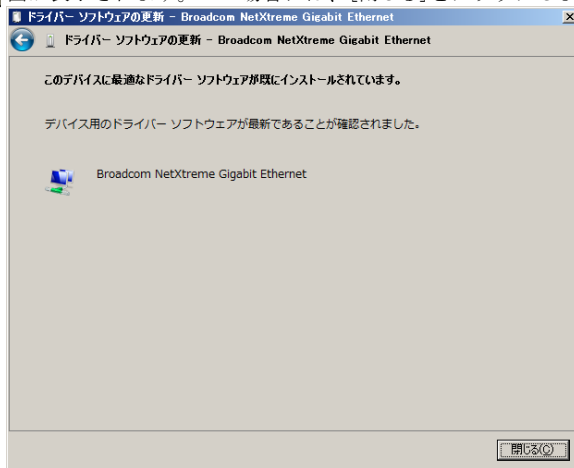 ドライバー ソフトウェアの更新 - Broadcom NetXtreme Gigabit Ethernet
ドライバー ソフトウェアの更新 - Broadcom NetXtreme Gigabit Ethernet
このデバイスに最適なドライバー ソフトウェアが既にインストールされています。
デバイス用のドライバー ソフトウェアが最新であることが確認されました。
Broadcom NetXtreme Gigabit Ethernet
閉じる(C)